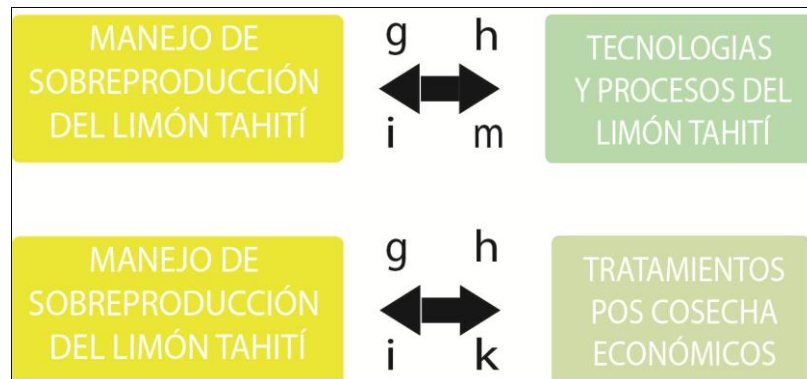 MANEJO DE
SOBREPRODUCCIÓN
DEL LIMÓN TAHITÍ
g h
i m
TECNOLOGIAS
Y PROCESOS DEL
LIMÓN TAHITÍ
MANEJO DE
SOBREPRODUCCIÓN
DEL LIMÓN TAHITÍ
g h
i k
TRATAMIENTOS
POS COSECHA
ECONÓMICOS